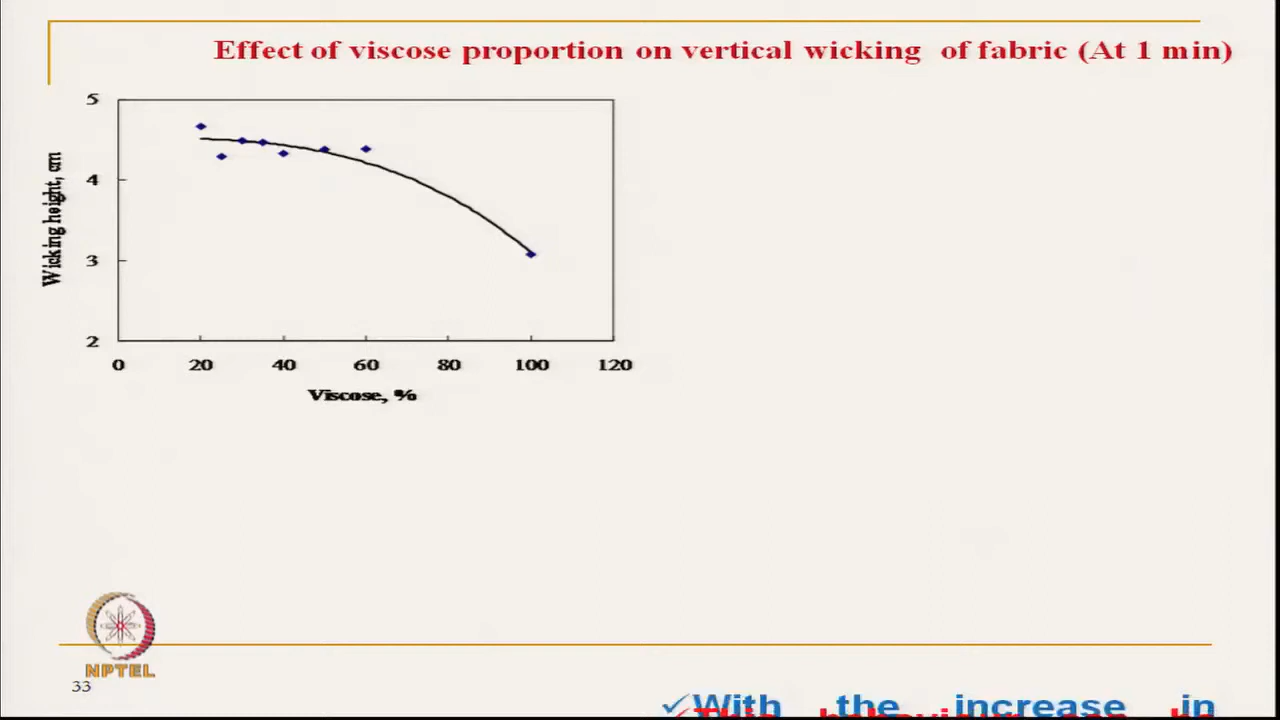 Effect of viscose proportion on vertical wicking of fabric (At 1 min)
5
4
3
2
Wicking height, cm
0 20 40 60 80 100 120
Viscose, %
NPTEL
33
✓With the increase in